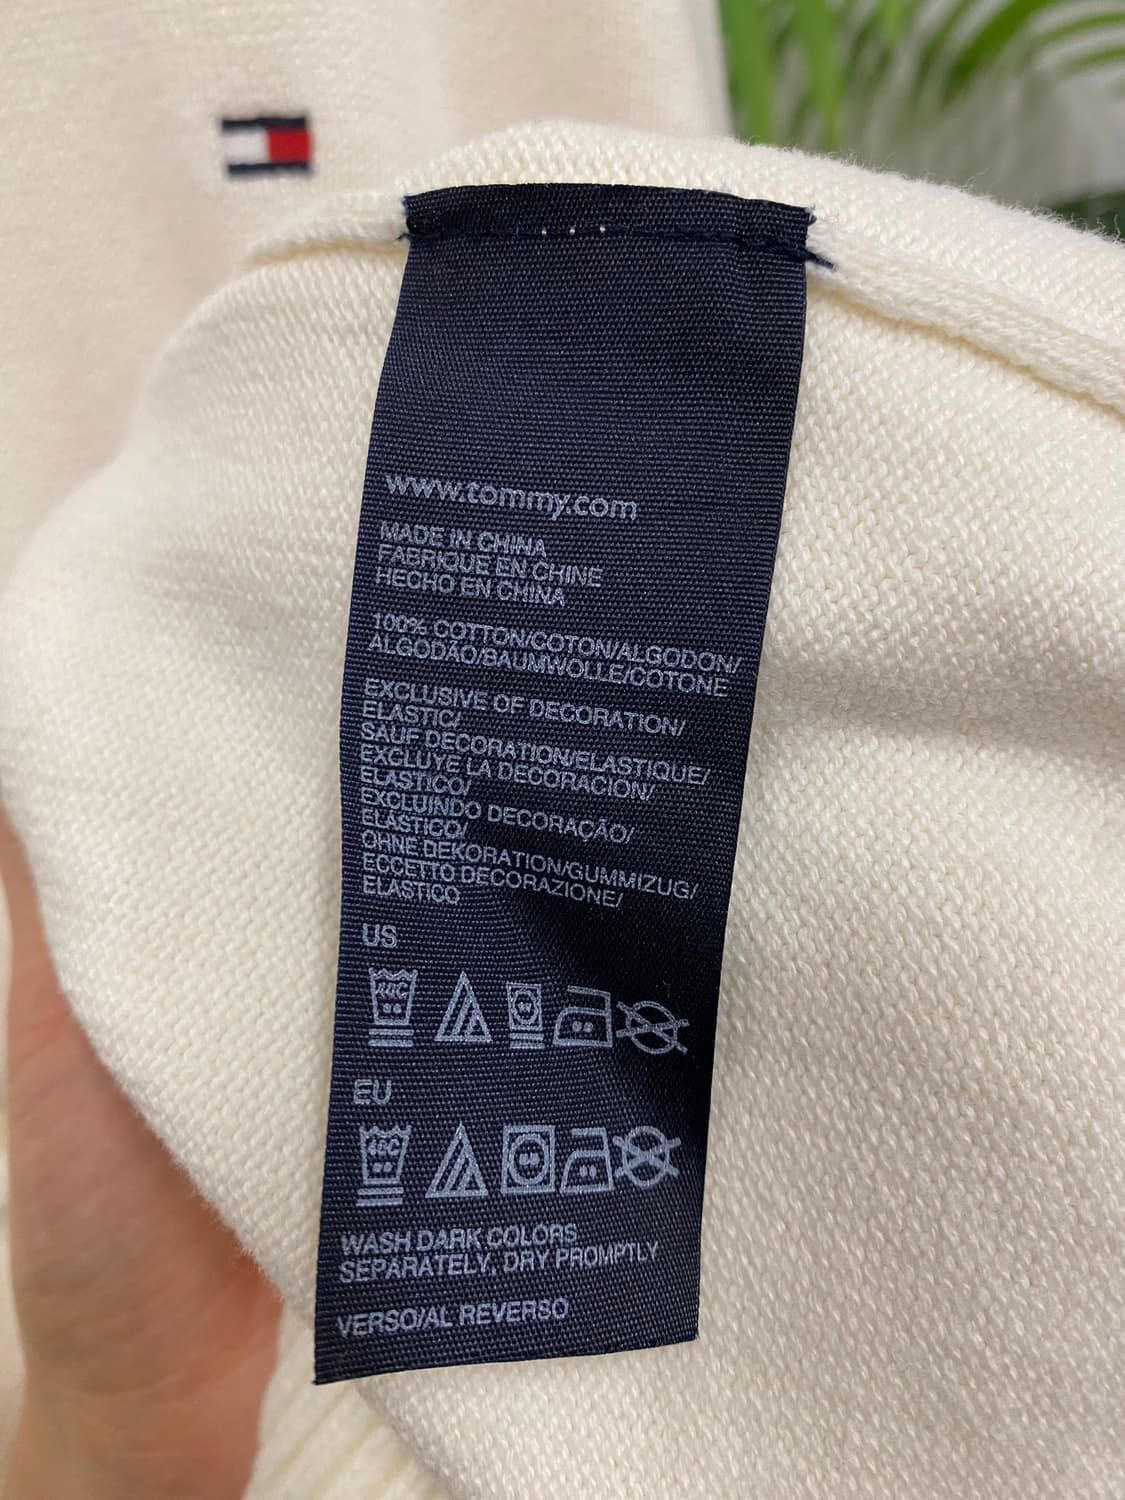 www.tommy.com
MADE IN CHINA
FABRIQUE EN CHINE
HECHO EN CHINA
100% COTTON/COTON/ALGODON/
ALGODÃO/BAUMWOLLE/COTONE
EXCLUSIVE OF DECORATION/
ELASTIC/
SAUF DECORATION/ELASTIQUE/
EXCLUYE LA DECORACION/
ELASTICO/
EXCLUINDO DECORAÇÃO/
ELASTICO/
OHNE DEKORATION/GUMMIZUG/
ECCETTO DECORAZIONE/
ELASTICO
US
EU
WASH DARK COLORS
SEPARATELY, DRY PROMPTLY
VERSO/AL REVERSO